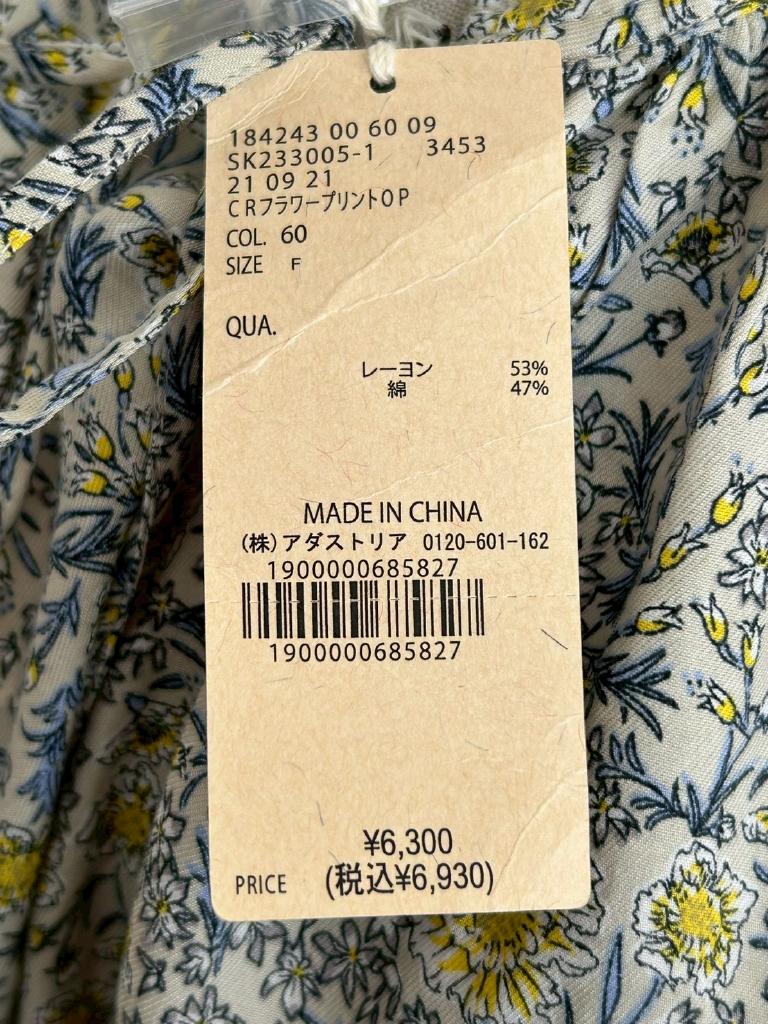 184243 00 60 09
SK233005-1 3453
21 09 21
CRフラワープリントOP
COL. 60
SIZE F
QUA.
レーヨン 53%
綿 47%
MADE IN CHINA
(株)アダストリア 0120-601-162
1900000685827
1900000685827
¥6,300
PRICE (税込¥6,930)